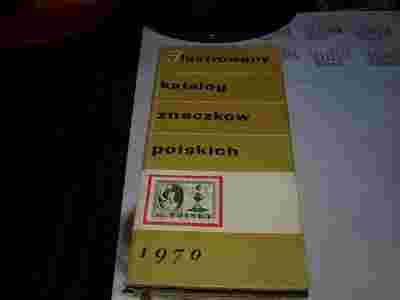 Ilustrowany
katalog
znaczków
polskich
1970